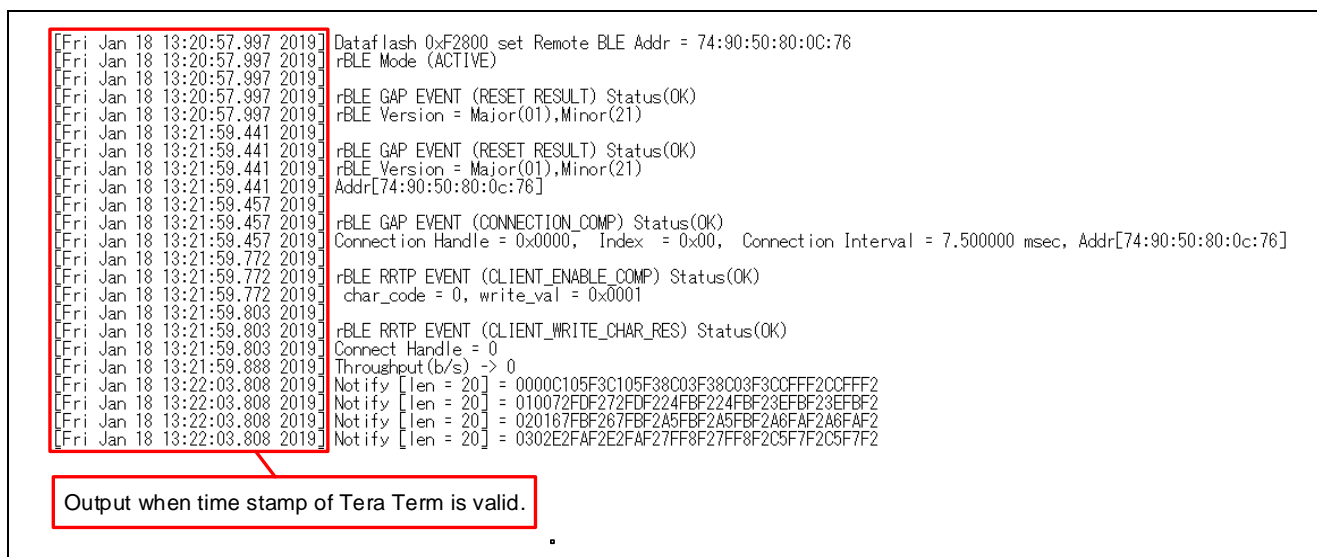 [Fri Jan 18 13:20:57.997 2019] Dataflash 0xF2800 set Remote BLE Addr = 74:90:50:80:0C:76
[Fri Jan 18 13:20:57.997 2019] rBLE Mode (ACTIVE)
[Fri Jan 18 13:20:57.997 2019]
[Fri Jan 18 13:20:57.997 2019] rBLE GAP EVENT (RESET RESULT) Status(OK)
[Fri Jan 18 13:20:57.997 2019] rBLE Version = Major(01),Minor(21)
[Fri Jan 18 13:21:59.441 2019]
[Fri Jan 18 13:21:59.441 2019] rBLE GAP EVENT (RESET RESULT) Status(OK)
[Fri Jan 18 13:21:59.441 2019] rBLE Version = Major(01),Minor(21)
[Fri Jan 18 13:21:59.441 2019] Addr[74:90:50:80:0c:76]
[Fri Jan 18 13:21:59.457 2019]
[Fri Jan 18 13:21:59.457 2019] rBLE GAP EVENT (CONNECTION_COMP) Status(OK)
[Fri Jan 18 13:21:59.457 2019] Connection Handle = 0x0000, Index = 0x00, Connection Interval = 7.500000 msec, Addr[74:90:50:80:0c:76]
[Fri Jan 18 13:21:59.772 2019]
[Fri Jan 18 13:21:59.772 2019] rBLE RRTP EVENT (CLIENT_ENABLE_COMP) Status(OK)
[Fri Jan 18 13:21:59.772 2019] char_code = 0, write_val = 0x0001
[Fri Jan 18 13:21:59.803 2019]
[Fri Jan 18 13:21:59.803 2019] rBLE RRTP EVENT (CLIENT_WRITE_CHAR_RES) Status(OK)
[Fri Jan 18 13:21:59.803 2019] Connect Handle = 0
[Fri Jan 18 13:21:59.888 2019] Throughput(b/s) -> 0
[Fri Jan 18 13:22:03.808 2019] Notify [len = 20] = 0000C105F3C105F38C03F38C03F3CCFFF2CCFFF2
[Fri Jan 18 13:22:03.808 2019] Notify [len = 20] = 010072FDF272FDF224FBF224FBF23EFBF23EFBF2
[Fri Jan 18 13:22:03.808 2019] Notify [len = 20] = 020167FBF267FBF2A5FBF2A5FBF2A6FAF2A6FAF2
[Fri Jan 18 13:22:03.808 2019] Notify [len = 20] = 0302E2FAF2E2FAF27FF8F27FF8F2C5F7F2C5F7F2
Output when time stamp of Tera Term is valid.